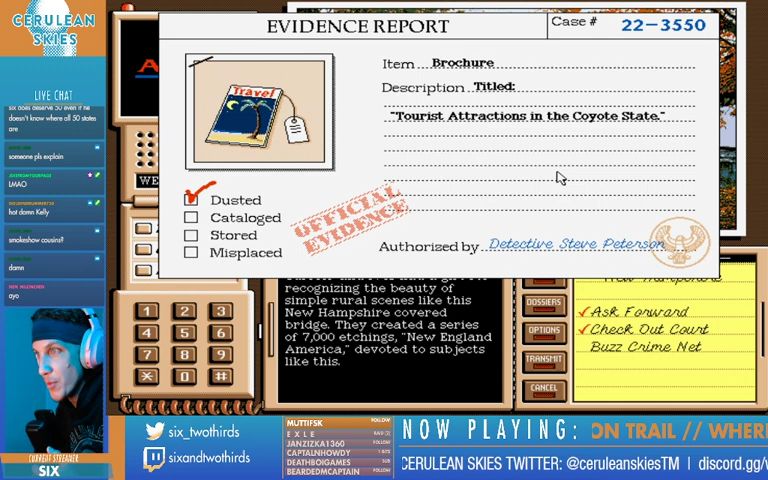 CERULEAN
SKIES
LIVE CHAT
six does deserve 50 even if he
doesn't know where all 50 states
are
someone pls explain
LMAO
hot damn Kelly
smokeshow cousins?
damn
ayo
CURRENT STREAMER
SIX
EVIDENCE REPORT
Case # 22-3550
Item Brochure
Description Titled:
"Tourist Attractions in the Coyote State."
Travel
Dusted
Cataloged
Stored
Misplaced
OFFICIAL
EVIDENCE
Authorized by Detective Steve Peterson
WE
recognizing the beauty of
simple rural scenes like this
New Hampshire covered
bridge. They created a series
of 7,000 etchings, "New England
America," devoted to subjects
like this.
1 2 3
4 5 6
7 8 9
* 0 #
DOSSIERS
OPTIONS
TRANSMIT
CANCEL
Ask Forward
Check Out Court
Buzz Crime Net
six_twothirds
sixandtwothirds
MUTTIFSK FOLLOW
E X L E
JANZIZKA1360 FOLLOW
CAPTAINHOWDY
DEATHBOIGAMES SUB
BEARDEDMCAPTAIN FOLLOW
NOW PLAYING: ON TRAIL // WHER
CERULEAN SKIES TWITTER: @ceruleanskiesTM | discord.gg/